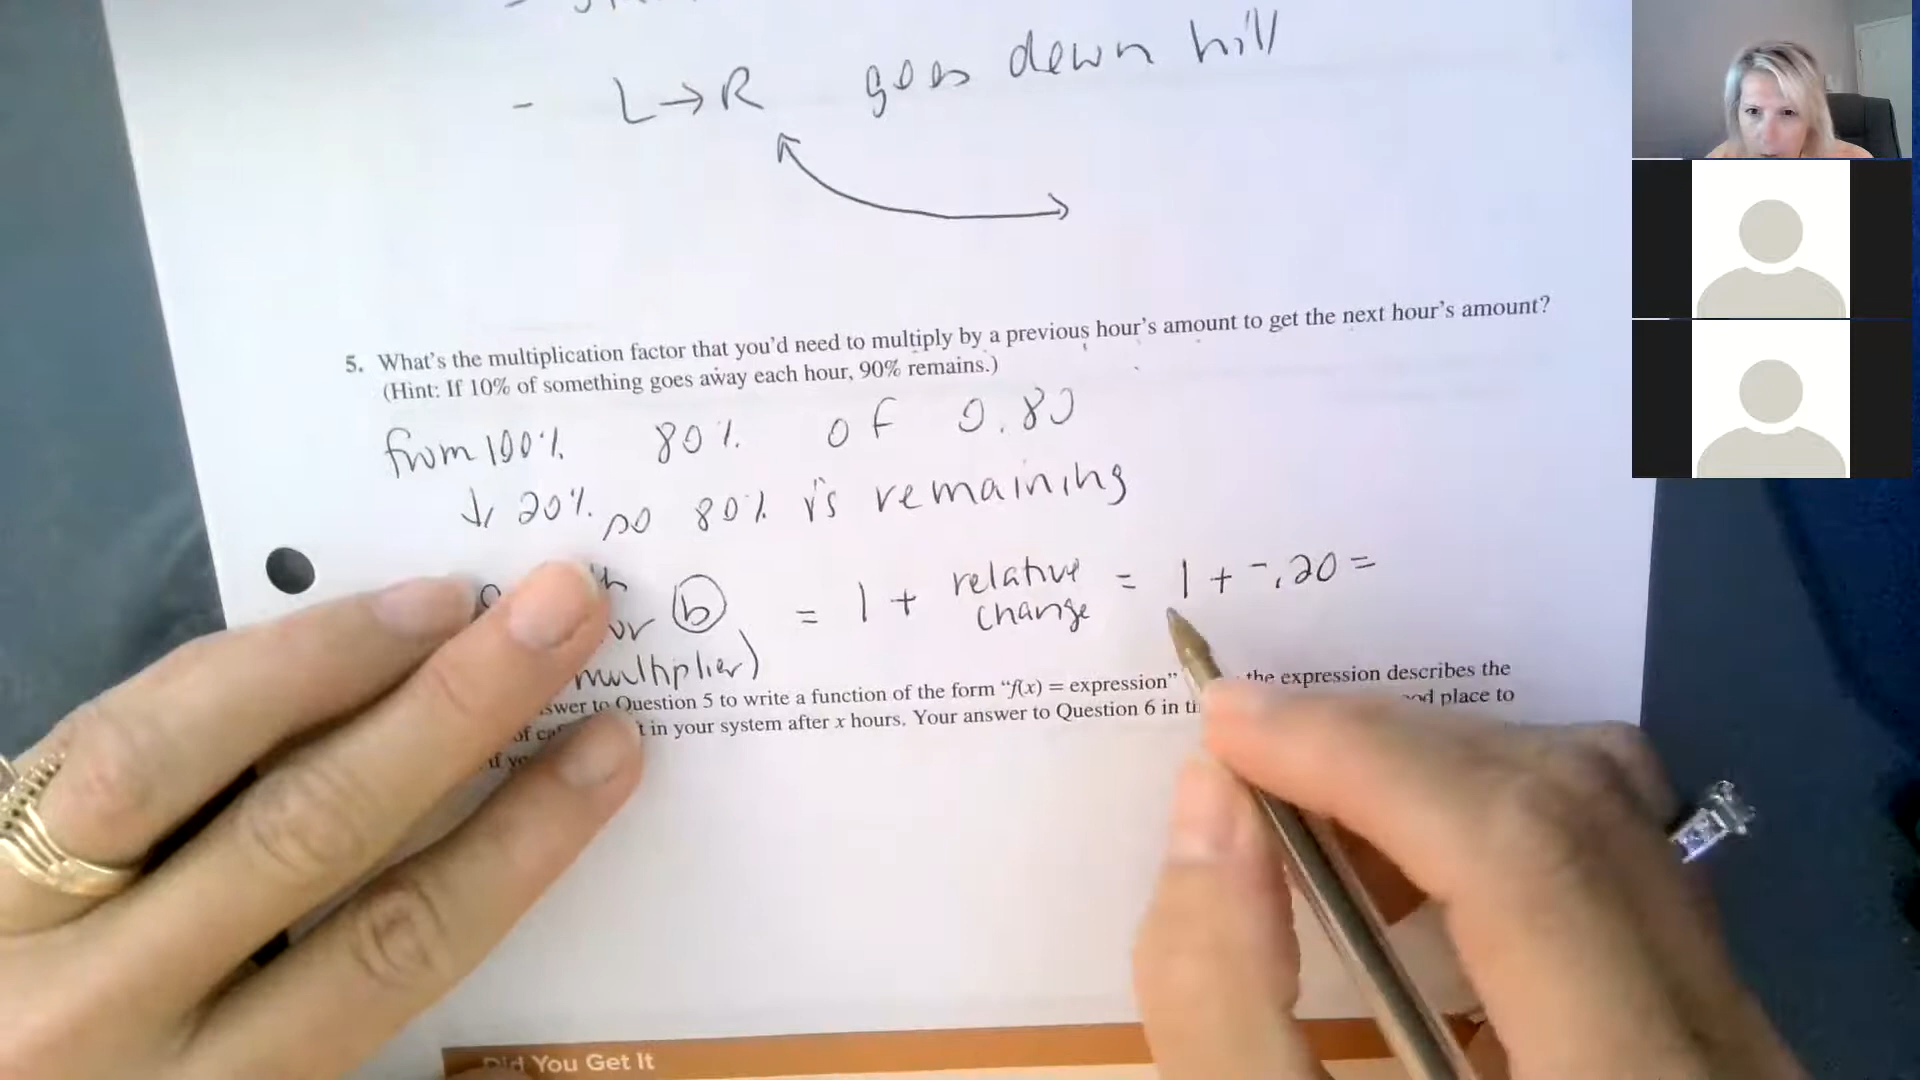 - L → R goes down hill
5. What's the multiplication factor that you'd need to multiply by a previous hour's amount to get the next hour's amount?
(Hint: If 10% of something goes away each hour, 90% remains.)
from 100% 80% of 0.80
↓ 20% so 80% is remaining
(b) = 1 + relative change = 1 + -.20 =
multiplier)
Question 5 to write a function of the form “f(x) = expression” the expression describes the
in your system after x hours. Your answer to Question 6 in place to
Did You Get It